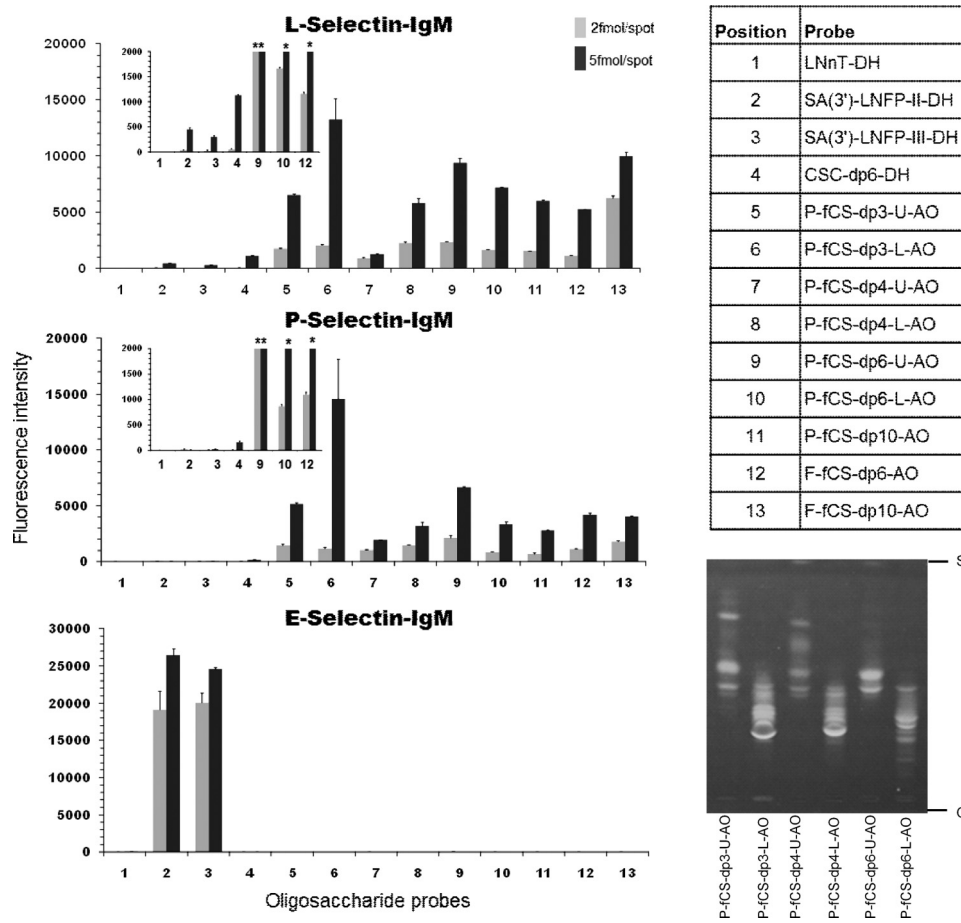 L-Selectin-IgM
2fmol/spot
5fmol/spot
20000
15000
10000
5000
0
2000
1500
1000
500
0
** * *
1 2 3 4 9 10 12
1 2 3 4 5 6 7 8 9 10 11 12 13
P-Selectin-IgM
20000
15000
10000
5000
0
2000
1500
1000
500
0
** * *
1 2 3 4 9 10 12
1 2 3 4 5 6 7 8 9 10 11 12 13
Fluorescence intensity
E-Selectin-IgM
30000
25000
20000
15000
10000
5000
0
1 2 3 4 5 6 7 8 9 10 11 12 13
Oligosaccharide probes
Position Probe
1 LNnT-DH
2 SA(3')-LNFP-II-DH
3 SA(3')-LNFP-III-DH
4 CSC-dp6-DH
5 P-fCS-dp3-U-AO
6 P-fCS-dp3-L-AO
7 P-fCS-dp4-U-AO
8 P-fCS-dp4-L-AO
9 P-fCS-dp6-U-AO
10 P-fCS-dp6-L-AO
11 P-fCS-dp10-AO
12 F-fCS-dp6-AO
13 F-fCS-dp10-AO
P-fCS-dp3-U-AO
P-fCS-dp3-L-AO
P-fCS-dp4-U-AO
P-fCS-dp4-L-AO
P-fCS-dp6-U-AO
P-fCS-dp6-L-AO